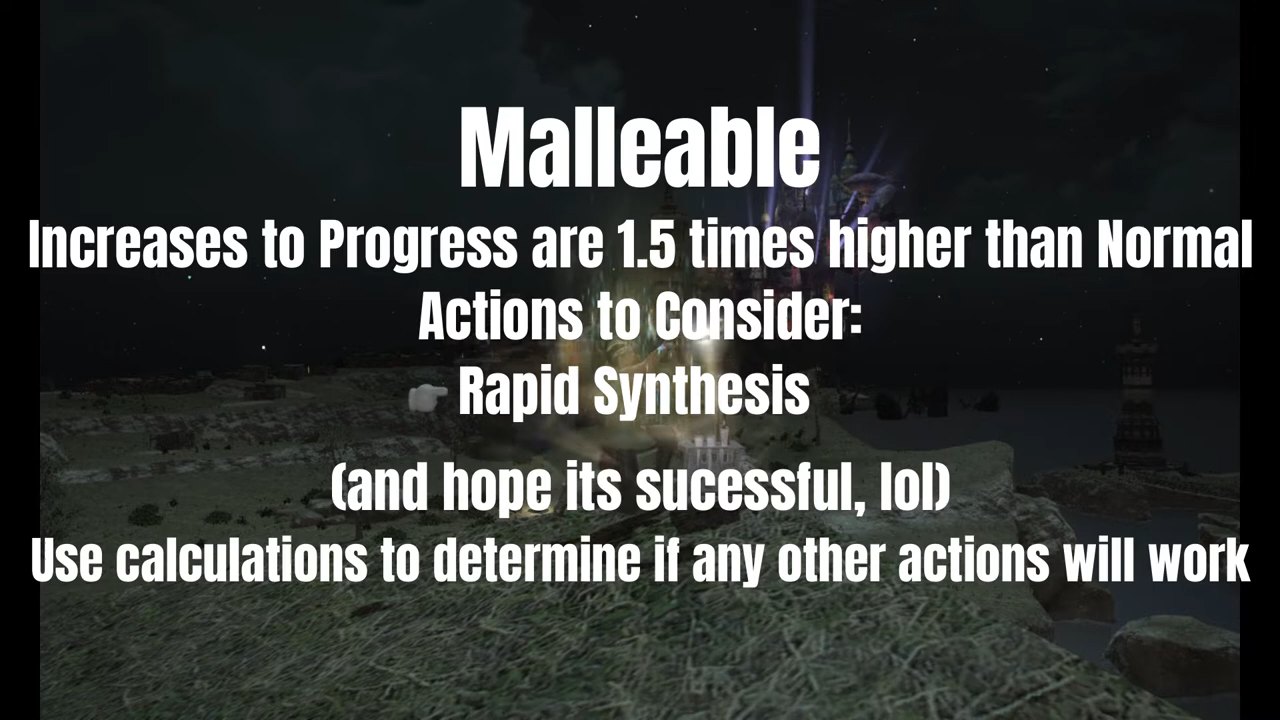 Malleable
Increases to Progress are 1.5 times higher than Normal
Actions to Consider:
Rapid Synthesis
(and hope its sucessful, lol)
Use calculations to determine if any other actions will work